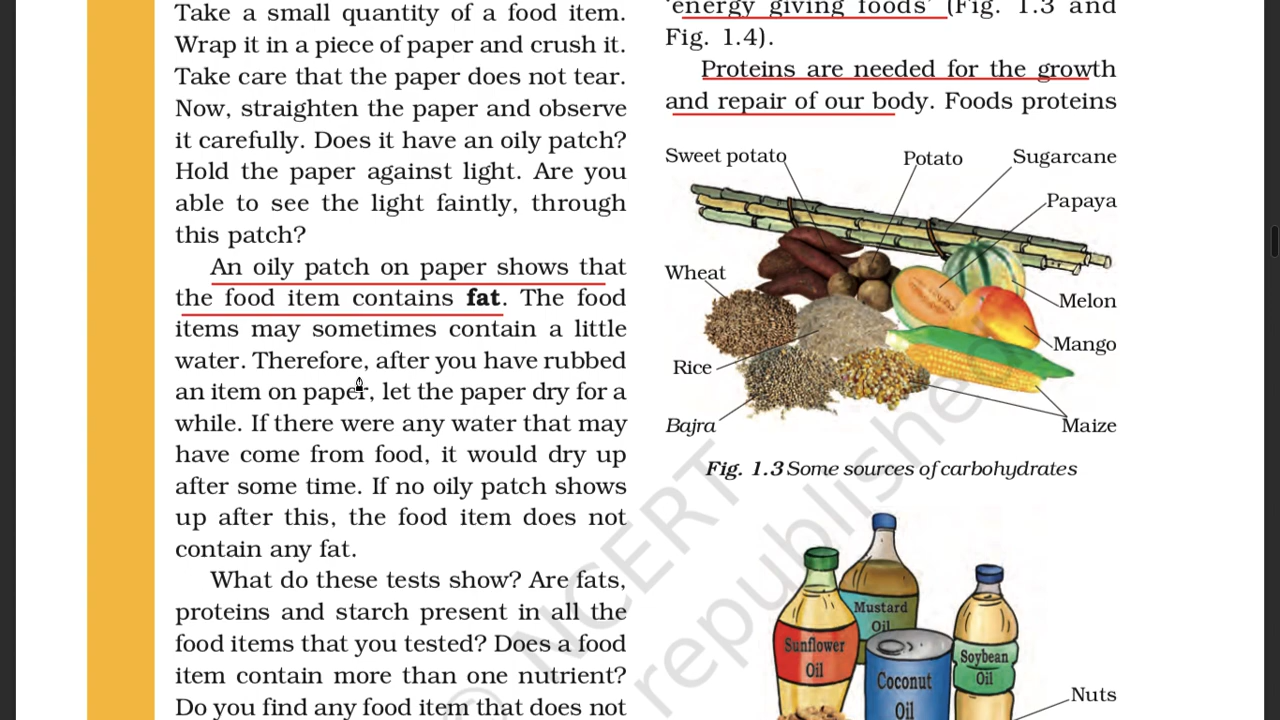 Take a small quantity of a food item.
Wrap it in a piece of paper and crush it.
Take care that the paper does not tear.
Now, straighten the paper and observe
it carefully. Does it have an oily patch?
Hold the paper against light. Are you
able to see the light faintly, through
this patch?
An oily patch on paper shows that
the food item contains fat. The food
items may sometimes contain a little
water. Therefore, after you have rubbed
an item on paper, let the paper dry for a
while. If there were any water that may
have come from food, it would dry up
after some time. If no oily patch shows
up after this, the food item does not
contain any fat.
What do these tests show? Are fats,
proteins and starch present in all the
food items that you tested? Does a food
item contain more than one nutrient?
Do you find any food item that does not
'energy giving foods' (Fig. 1.3 and
Fig. 1.4).
Proteins are needed for the growth
and repair of our body. Foods proteins
Sweet potato
Potato
Sugarcane
Papaya
Wheat
Melon
Mango
Rice
Bajra
Maize
Fig. 1.3 Some sources of carbohydrates
Mustard
Oil
Sunflower
Oil
Soybean
Oil
Coconut
Oil
Nuts
© NCERT
republishe